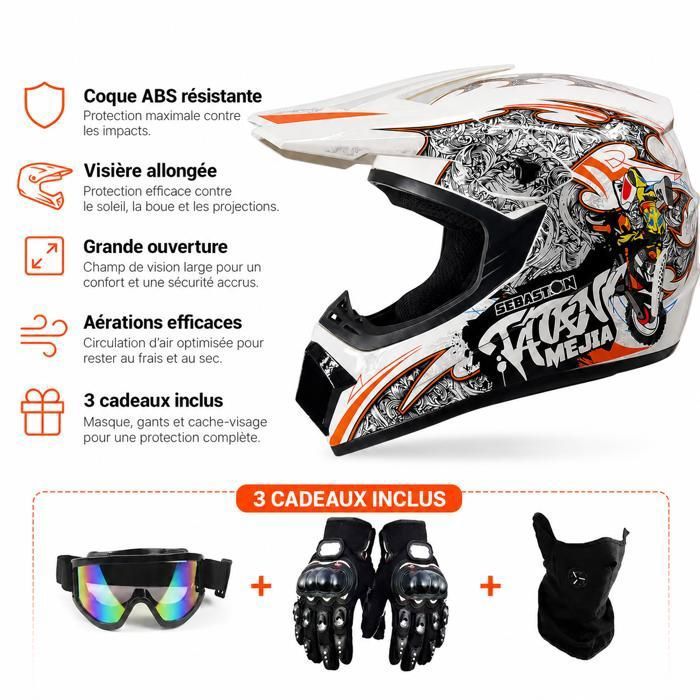 Coque ABS résistante
Protection maximale contre
les impacts.
Visière allongée
Protection efficace contre
le soleil, la boue et les projections.
Grande ouverture
Champ de vision large pour un
confort et une sécurité accrus.
Aérations efficaces
Circulation d'air optimisée pour
rester au frais et au sec.
3 cadeaux inclus
Masque, gants et cache-visage
pour une protection complète.
SEBASTIÓN
TATAN
MEJIA
3 CADEAUX INCLUS
+
+